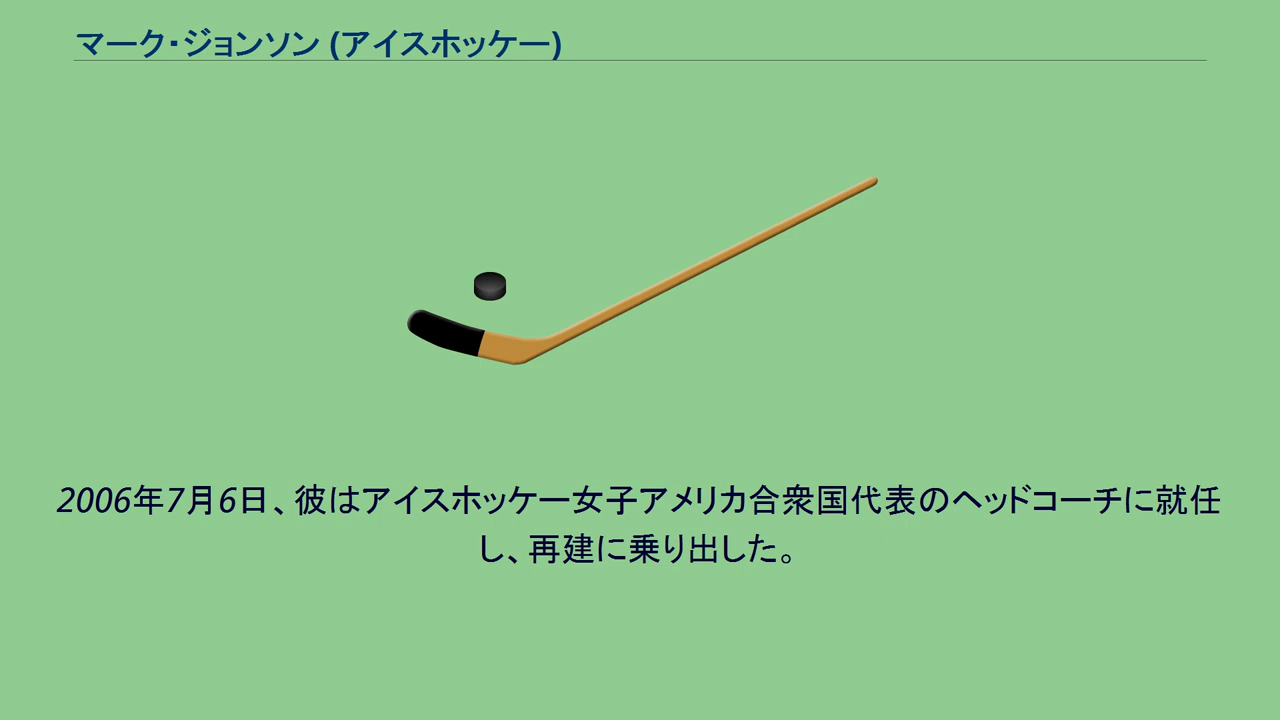 マーク・ジョンソン (アイスホッケー)
2006年7月6日、彼はアイスホッケー女子アメリカ合衆国代表のヘッドコーチに就任
し、再建に乗り出した。